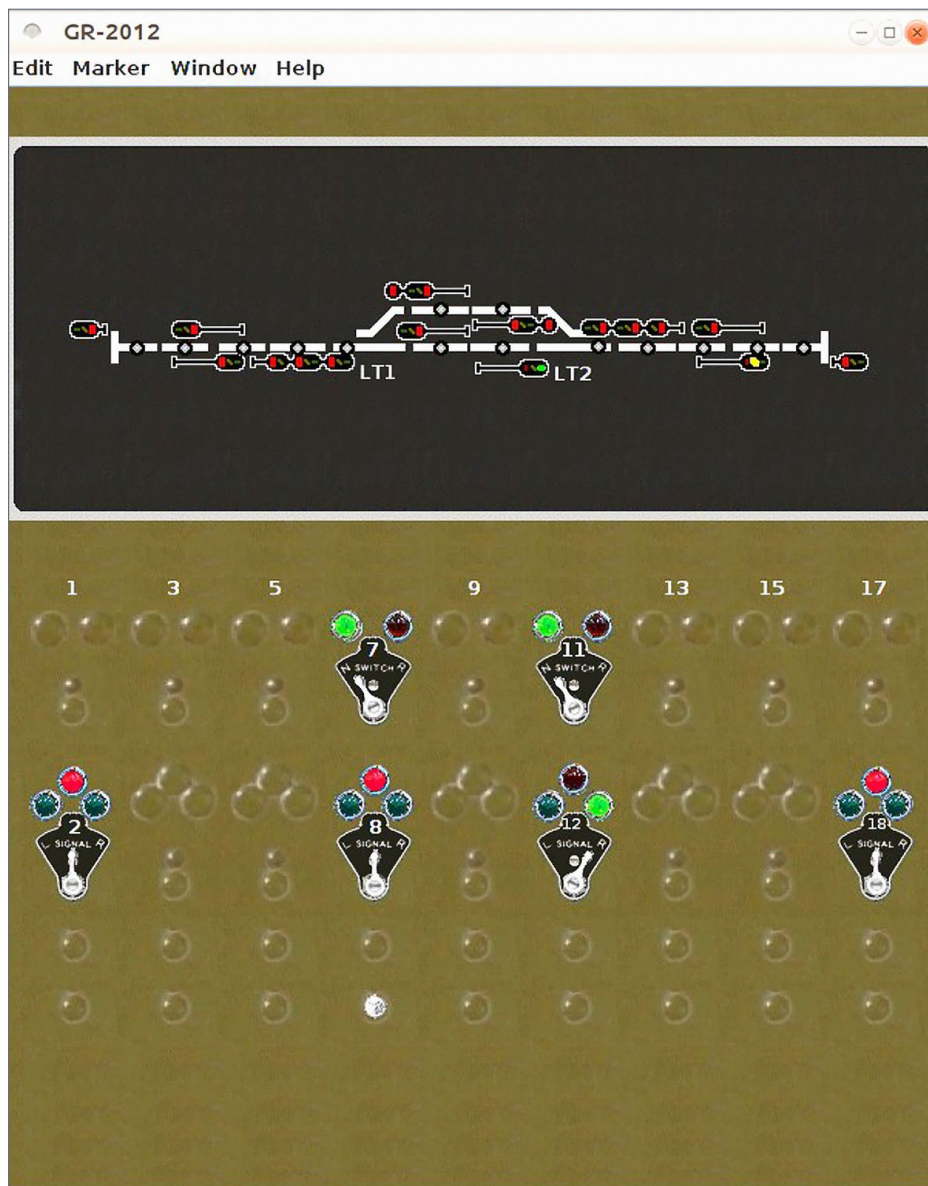 GR-2012
Edit Marker Window Help
LT1 LT2
1 3 5 9 13 15 17
7 11
N SWITCH R N SWITCH R
2 8 12 18
L SIGNAL R L SIGNAL R L SIGNAL R L SIGNAL R